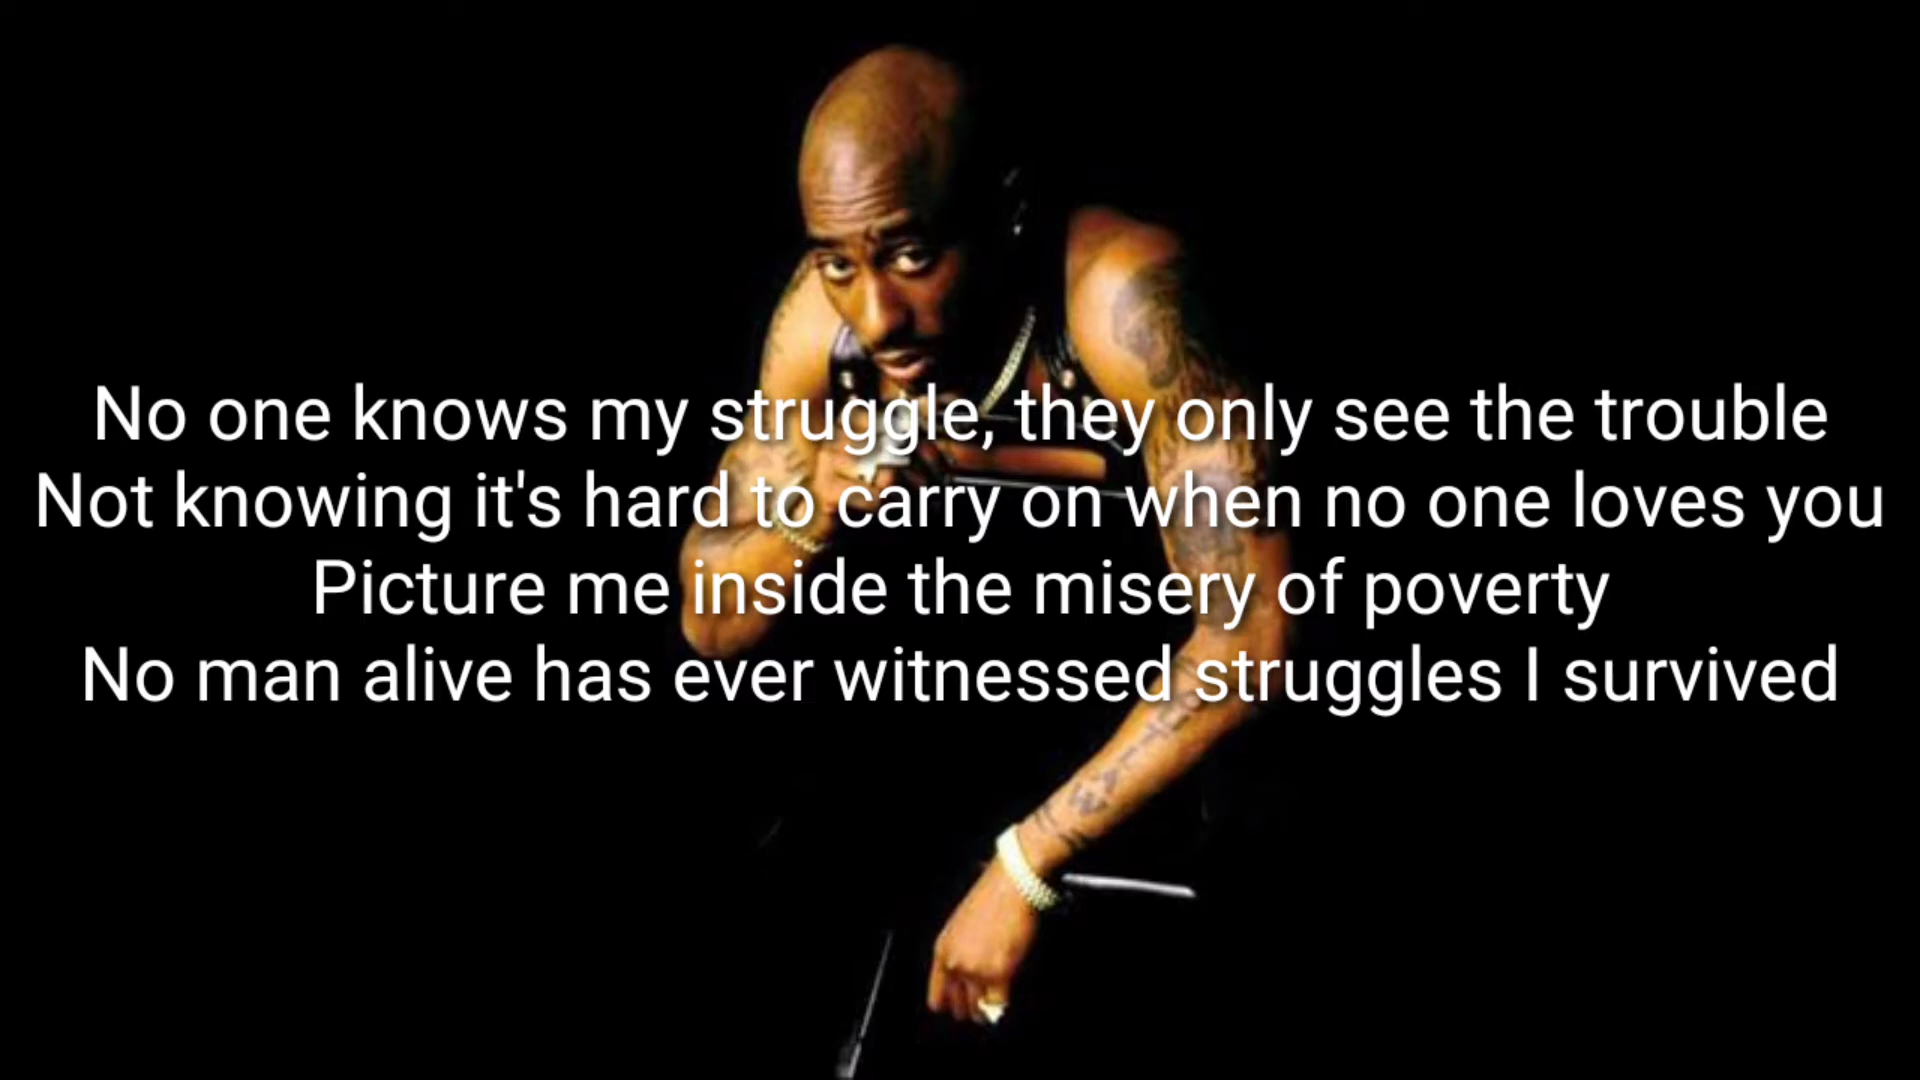 No one knows my struggle, they only see the trouble
Not knowing it's hard to carry on when no one loves you
Picture me inside the misery of poverty
No man alive has ever witnessed struggles I survived